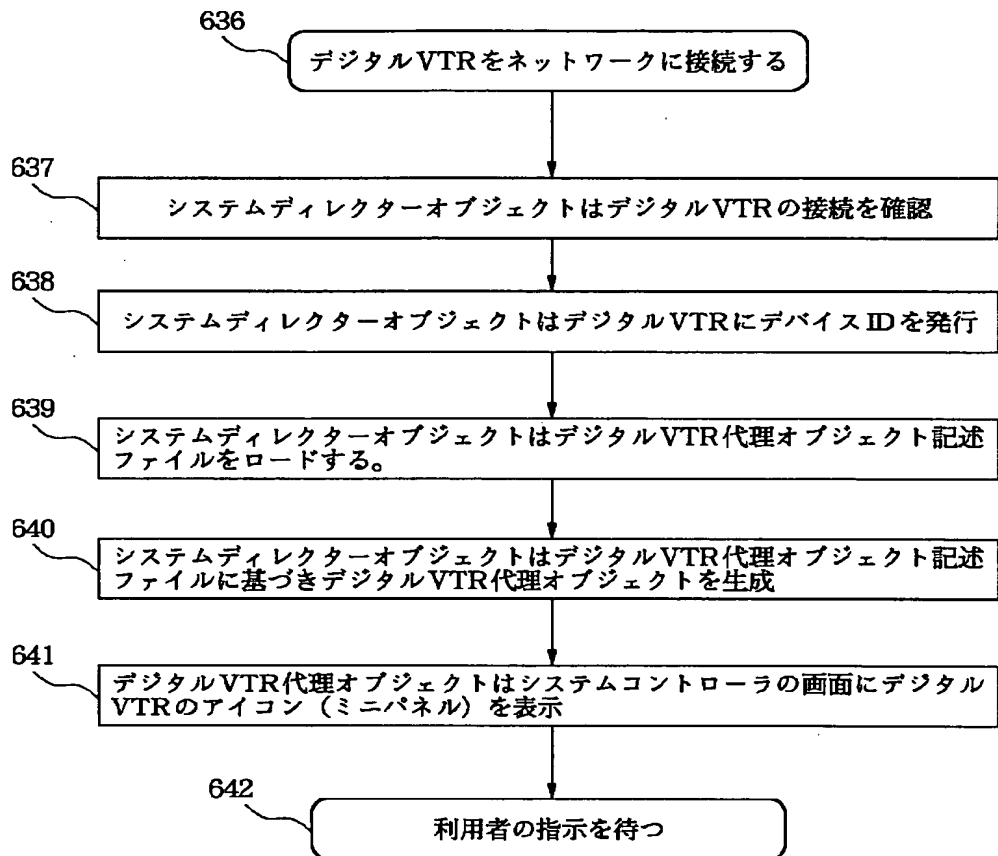 636
デジタルVTRをネットワークに接続する
637
システムディレクターオブジェクトはデジタルVTRの接続を確認
638
システムディレクターオブジェクトはデジタルVTRにデバイスIDを発行
639
システムディレクターオブジェクトはデジタルVTR代理オブジェクト記述
ファイルをロードする。
640
システムディレクターオブジェクトはデジタルVTR代理オブジェクト記述
ファイルに基づきデジタルVTR代理オブジェクトを生成
641
デジタルVTR代理オブジェクトはシステムコントローラの画面にデジタル
VTRのアイコン（ミニパネル）を表示
642
利用者の指示を待つ